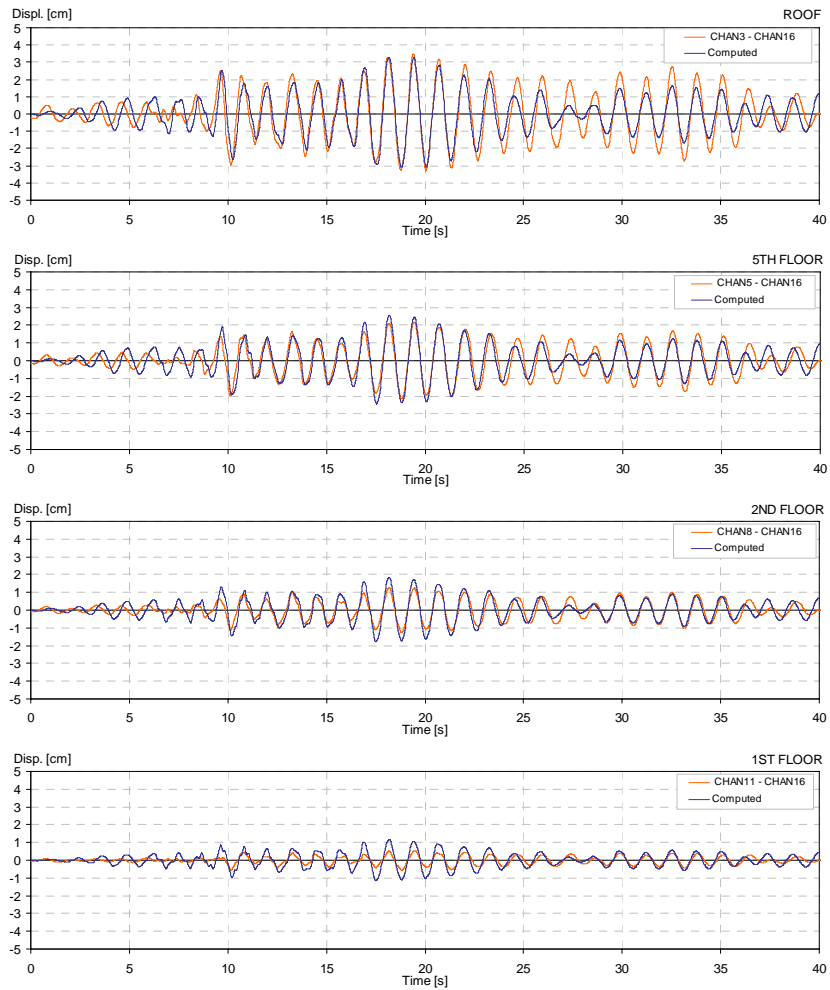 Displ. [cm] ROOF
CHAN3 - CHAN16
Computed
5
4
3
2
1
0
-1
-2
-3
-4
-5
0 5 10 15 20 25 30 35 40
Time [s]
Disp. [cm] 5TH FLOOR
CHAN5 - CHAN16
Computed
5
4
3
2
1
0
-1
-2
-3
-4
-5
0 5 10 15 20 25 30 35 40
Time [s]
Disp. [cm] 2ND FLOOR
CHAN8 - CHAN16
Computed
5
4
3
2
1
0
-1
-2
-3
-4
-5
0 5 10 15 20 25 30 35 40
Time [s]
Disp. [cm] 1ST FLOOR
CHAN11 - CHAN16
Computed
5
4
3
2
1
0
-1
-2
-3
-4
-5
0 5 10 15 20 25 30 35 40
Time [s]